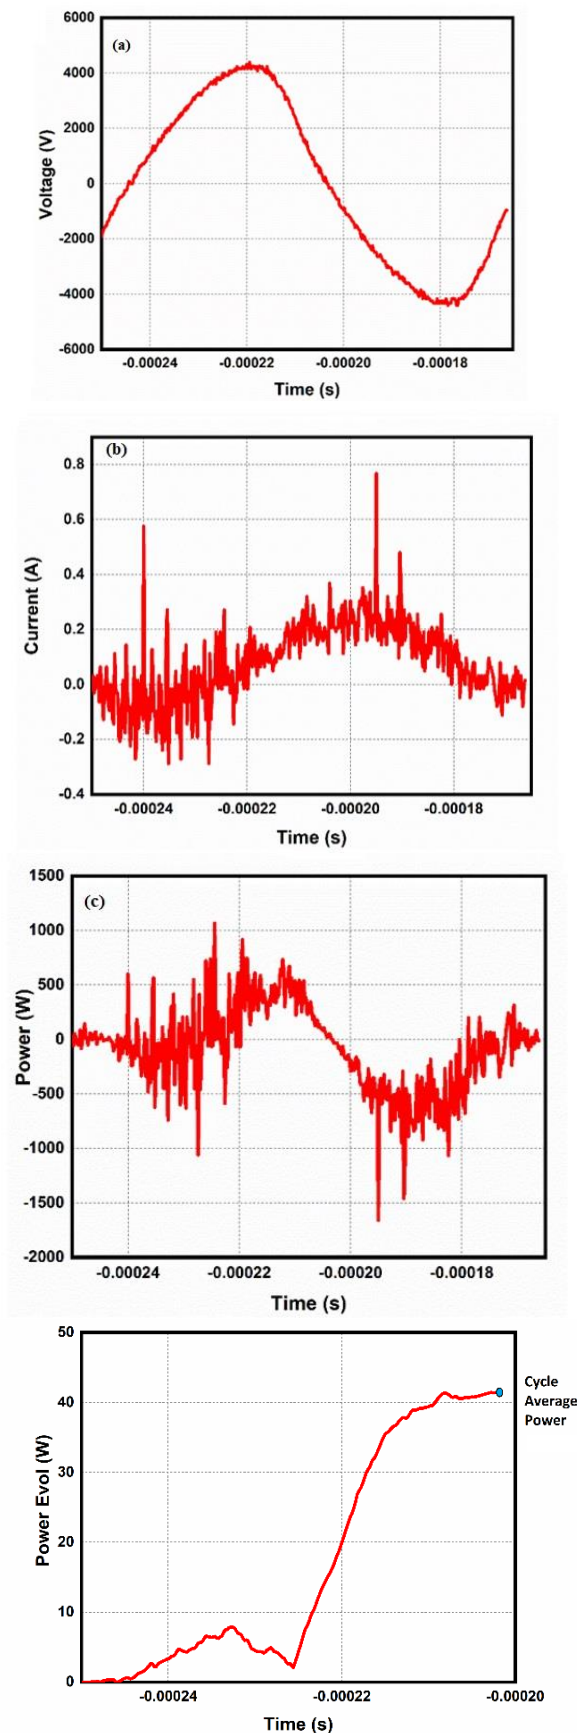 (a)
6000
4000
2000
0
-2000
-4000
-6000
Voltage (V)
-0.00024 -0.00022 -0.00020 -0.00018
Time (s)
(b)
0.8
0.6
0.4
0.2
0.0
-0.2
-0.4
Current (A)
-0.00024 -0.00022 -0.00020 -0.00018
Time (s)
(c)
1500
1000
500
0
-500
-1000
-1500
-2000
Power (W)
-0.00024 -0.00022 -0.00020 -0.00018
Time (s)
50
40
30
20
10
0
Power Evol (W)
Cycle
Average
Power
-0.00024 -0.00022 -0.00020
Time (s)